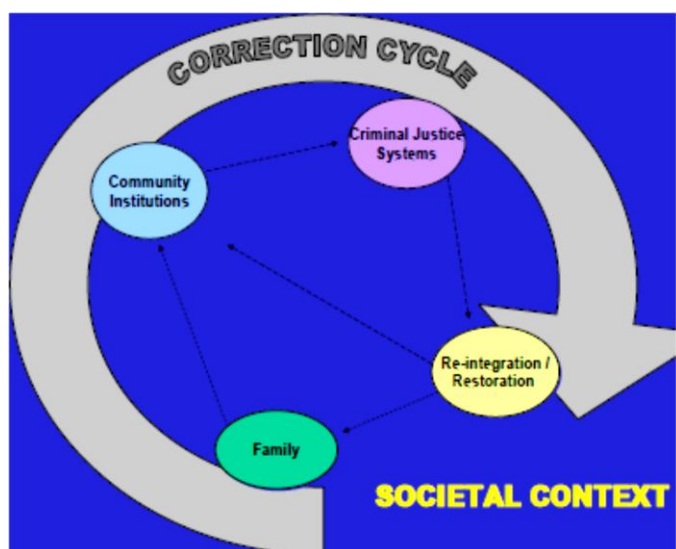 CORRECTION CYCLE
Criminal Justice
Systems
Community
Institutions
Re-integration /
Restoration
Family
SOCIETAL CONTEXT